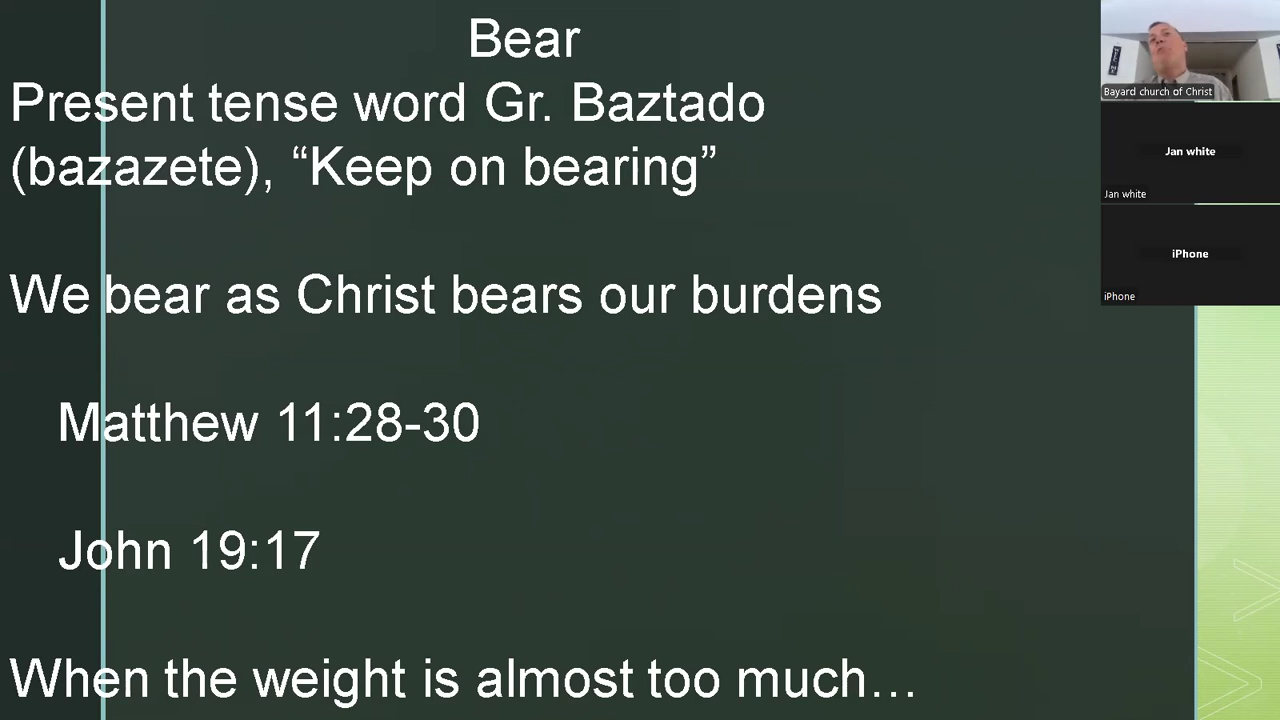 Bear
Present tense word Gr. Baztado
(bazazete), “Keep on bearing”
We bear as Christ bears our burdens
Matthew 11:28-30
John 19:17
When the weight is almost too much…
Bayard church of Christ
Jan white
Jan white
iPhone
iPhone